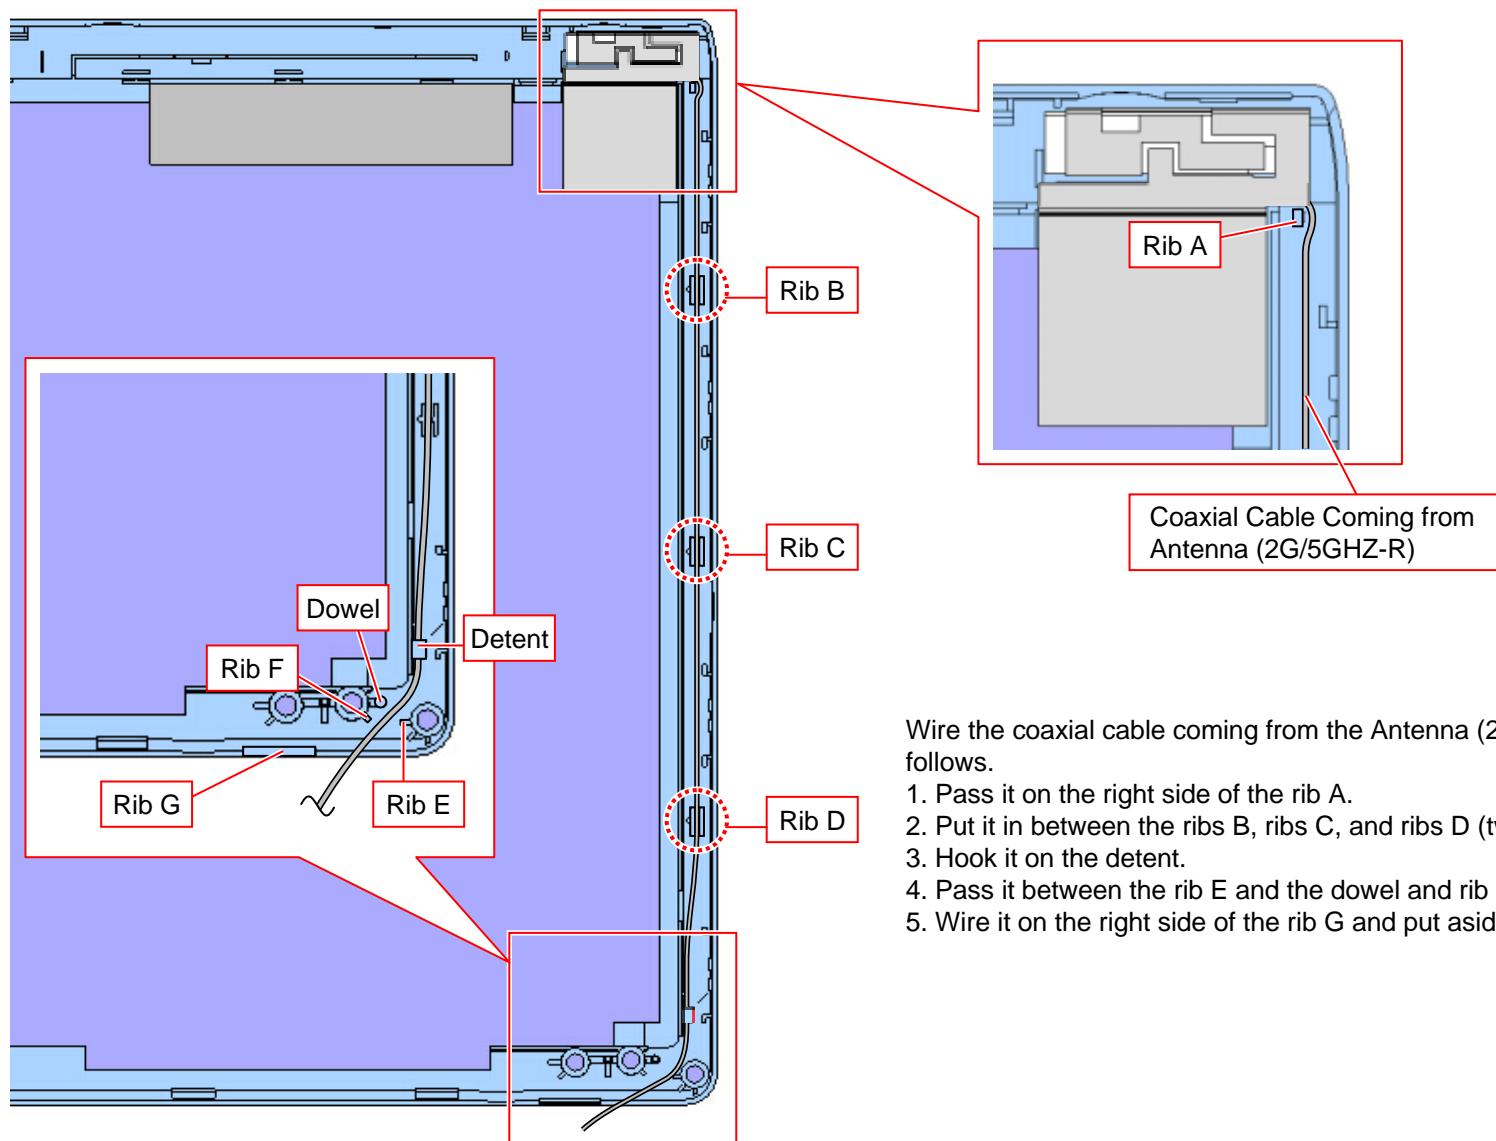 Rib A
Rib B
Rib C
Coaxial Cable Coming from
Antenna (2G/5GHZ-R)
Dowel
Detent
Rib F
Rib G
Rib E
Rib D
Wire the coaxial cable coming from the Antenna (2
follows.
1. Pass it on the right side of the rib A.
2. Put it in between the ribs B, ribs C, and ribs D (t
3. Hook it on the detent.
4. Pass it between the rib E and the dowel and rib
5. Wire it on the right side of the rib G and put asid